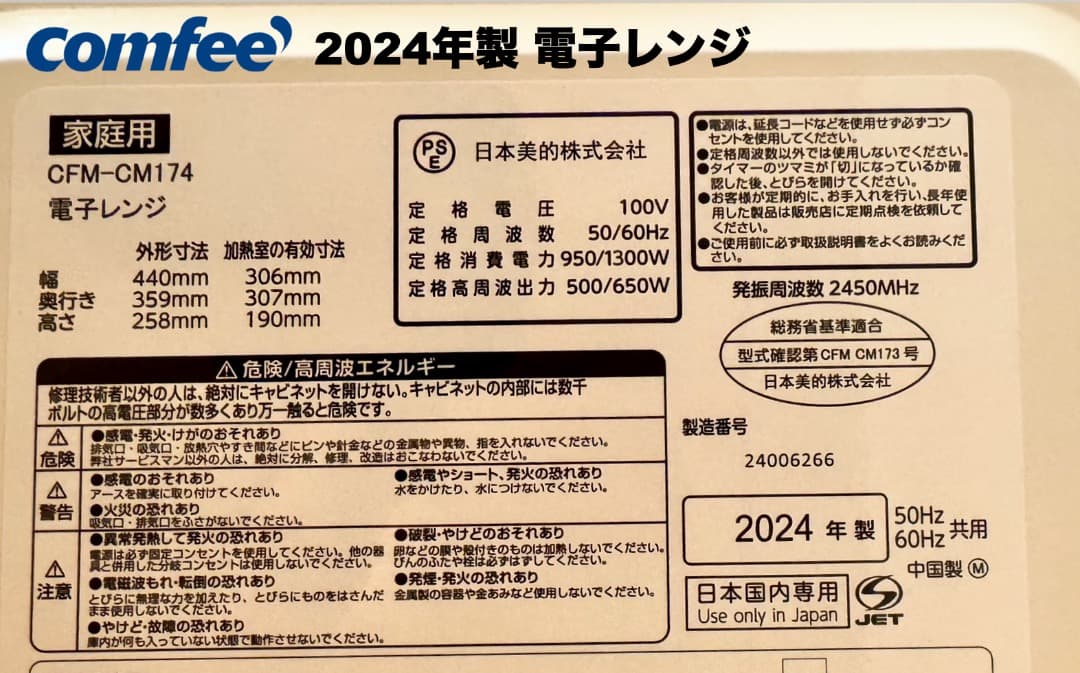 comfee' 2024年製 電子レンジ
家庭用
CFM-CM174
電子レンジ
外形寸法 加熱室の有効寸法
幅 440mm 306mm
奥行き 359mm 307mm
高さ 258mm 190mm
PSE 日本美的株式会社
定格電圧 100V
定格周波数 50/60Hz
定格消費電力 950/1300W
定格高周波出力 500/650W
●電源は、延長コードなどを使用せず必ずコン
セントを使用してください。
●定格周波数以外では使用しないでください。
●タイマーのツマミが「切」になっているか確
認した後、とびらを開けてください。
●お客様が定期的に、お手入れを行い、長年使
用した製品は販売店に定期点検を依頼して
ください。
●ご使用前に必ず取扱説明書をよくお読みくだ
さい。
発振周波数 2450MHz
総務省基準適合
型式確認第 CFM CM173 号
日本美的株式会社
製造番号
24006266
2024 年 製
50Hz
60Hz 共用
中国製 Ⓜ
日本国内専用
Use only in Japan
S
JET
⚠ 危険/高周波エネルギー
修理技術者以外の人は、絶対にキャビネットを開けない。キャビネットの内部には数千
ボルトの高電圧部分が数多くあり万一触ると危険です。
⚠
危険
●感電・発火・けがのおそれあり
排気口・吸気口・放熱穴やすき間などにピンや針金などの金属物や異物、指を入れないでください。
弊社サービスマン以外の人は、絶対に分解、修理、改造はおこなわないでください。
⚠
警告
●感電のおそれあり
アースを確実に取り付けてください。
●火災の恐れあり
吸気口・排気口をふさがないでください。
●感電やショート、発火の恐れあり
水をかけたり、水につけないでください。
⚠
注意
●異常発熱して発火の恐れあり
電源は必ず固定コンセントを使用してください。他の器
具と併用した分岐コンセントは使用しないでください。
●電磁波もれ・転倒の恐れあり
とびらに無理な力を加えたり、とびらにものをはさんだ
まま使用しないでください。
●やけど・故障の恐れあり
庫内が何も入っていない状態で動作させないでください。
●破裂・やけどのおそれあり
卵などの膜や殻付きのものは加熱しないでください。
びんのふたや栓は必ずはずしてください。
●発煙・発火の恐れあり
金属製の容器や金あみなど使用しないでください。